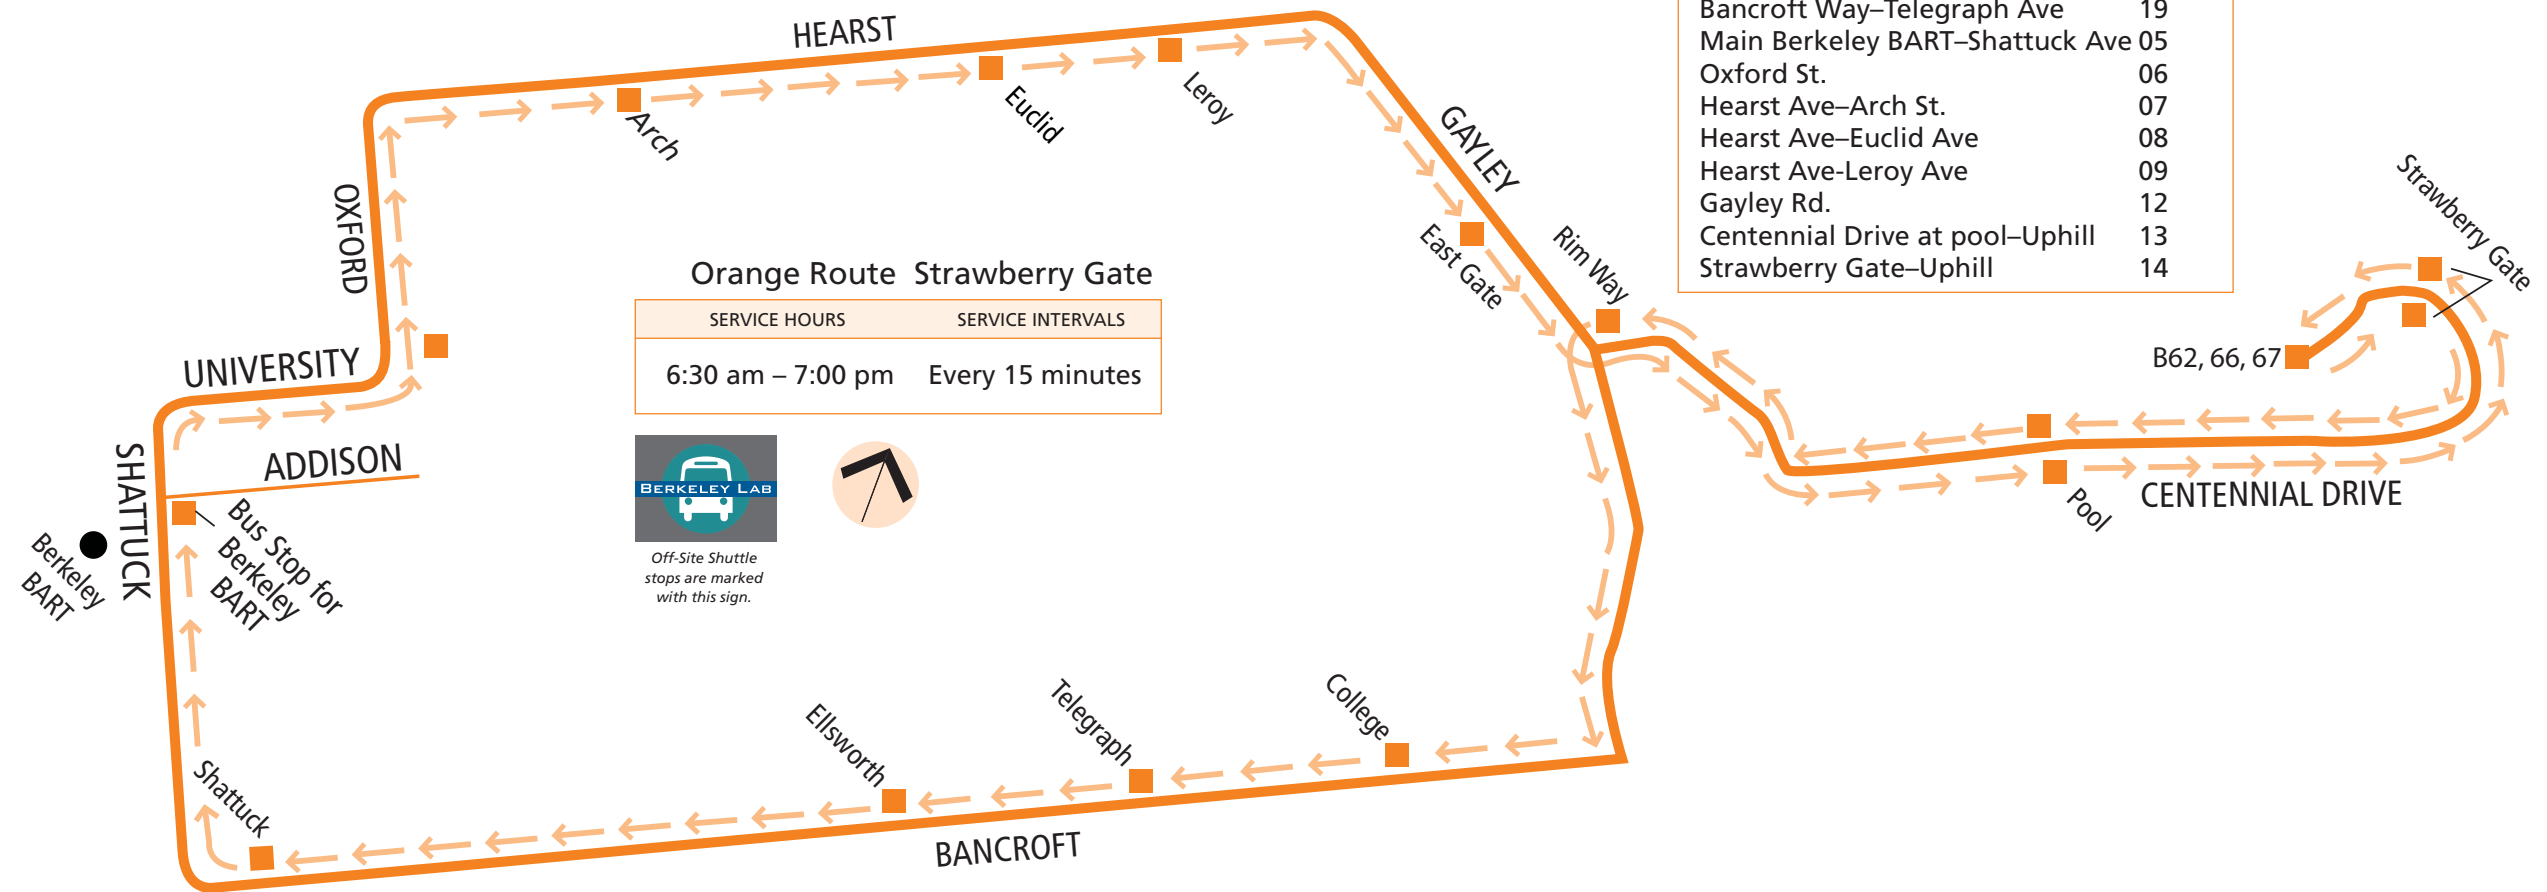 HEARST
Bancroft Way–Telegraph Ave 19
Main Berkeley BART–Shattuck Ave 05
Oxford St. 06
Hearst Ave–Arch St. 07
Hearst Ave–Euclid Ave 08
Hearst Ave-Leroy Ave 09
Gayley Rd. 12
Centennial Drive at pool–Uphill 13
Strawberry Gate–Uphill 14
Arch
Euclid
Leroy
GAYLEY
OXFORD
East Gate
Rim Way
Strawberry Gate
Orange Route Strawberry Gate
SERVICE HOURS SERVICE INTERVALS
6:30 am – 7:00 pm Every 15 minutes
UNIVERSITY
B62, 66, 67
ADDISON
SHATTUCK
BERKELEY LAB
Off-Site Shuttle
stops are marked
with this sign.
Berkeley
BART
Bus Stop for
Berkeley
BART
Pool
CENTENNIAL DRIVE
Shattuck
Ellsworth
Telegraph
College
BANCROFT